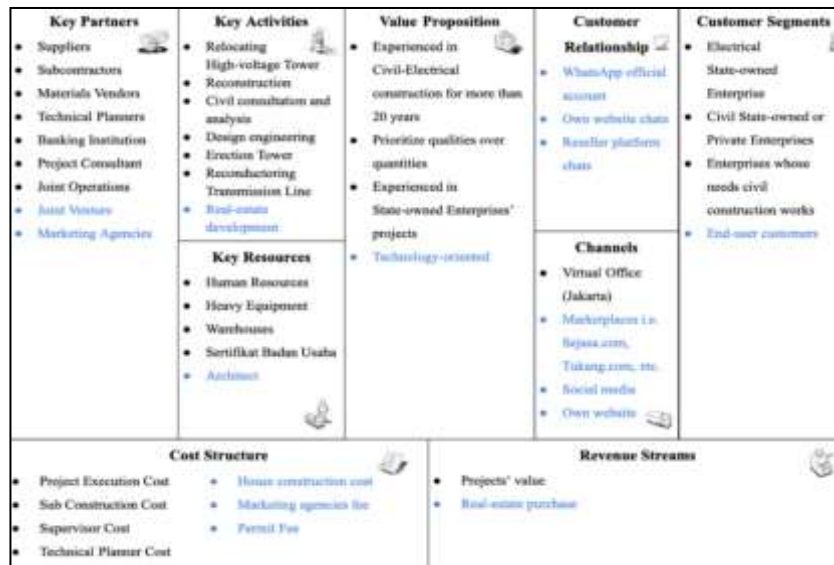 Key Partners
Suppliers
Subcontractors
Materials Vendors
Technical Planners
Banking Institution
Project Consultant
Joint Operations
Joint Venture
Marketing Agencies
Key Activities
Relocating
High-voltage Tower
Reconstruction
Civil consultation and
analysis
Design engineering
Erection Tower
Reconductoring
Transmission Line
Real-estate
development
Key Resources
Human Resources
Heavy Equipment
Warehouses
Sertifikat Badan Usaha
Architect
Value Proposition
Experienced in
Civil-Electrical
construction for more than
20 years
Prioritize qualities over
quantities
Experienced in
State-owned Enterprises'
projects
Technology-oriented
Customer
Relationship
WhatsApp official
account
Own website chats
Reseller platform
chats
Channels
Virtual Office
(Jakarta)
Marketplaces i.e.
Sejasa.com,
Tukang.com, etc.
Social media
Own website
Customer Segments
Electrical
State-owned
Enterprise
Civil State-owned or
Private Enterprises
Enterprises whose
needs civil
construction works
End-user customers
Cost Structure
Project Execution Cost
Sub Construction Cost
Supervisor Cost
Technical Planner Cost
House construction cost
Marketing agencies fee
Permit Fee
Revenue Streams
Projects' value
Real-estate purchase